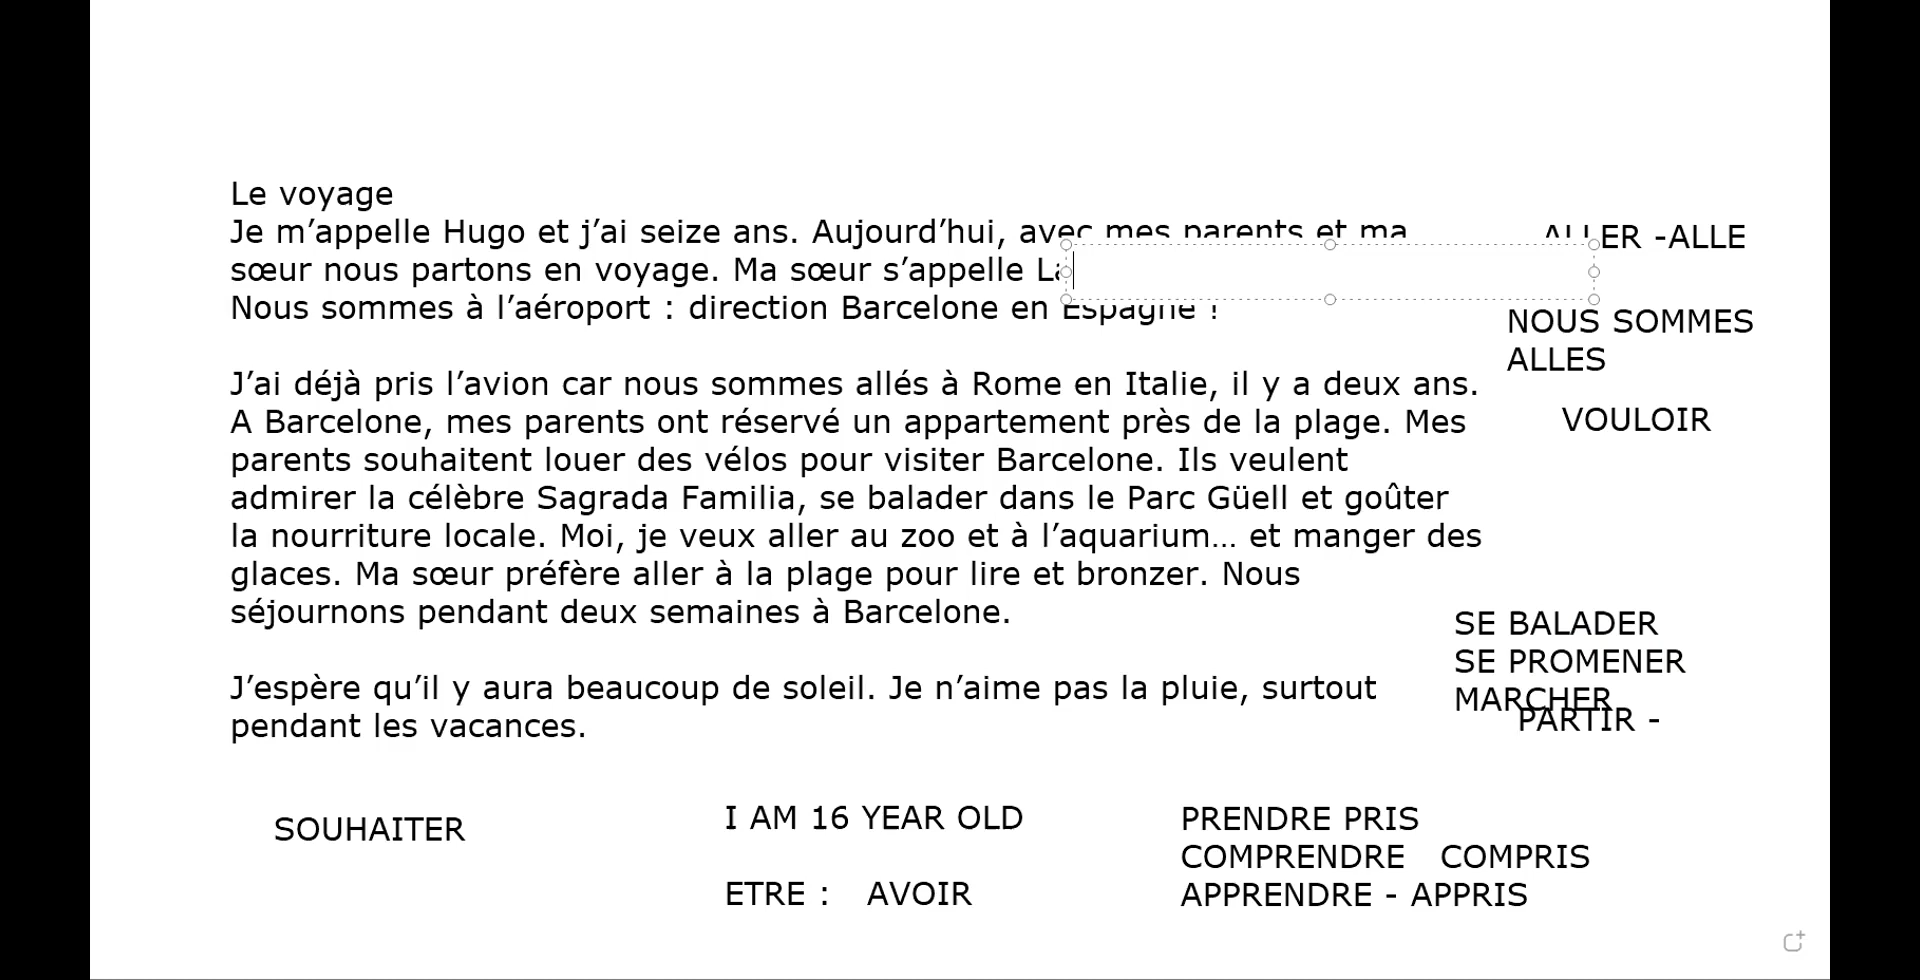 Le voyage
Je m’appelle Hugo et j’ai seize ans. Aujourd’hui, avec mes parents et ma
sœur nous partons en voyage. Ma sœur s’appelle
Nous sommes à l’aéroport : direction Barcelone en Espagne !
J’ai déjà pris l’avion car nous sommes allés à Rome en Italie, il y a deux ans.
A Barcelone, mes parents ont réservé un appartement près de la plage. Mes
parents souhaitent louer des vélos pour visiter Barcelone. Ils veulent
admirer la célèbre Sagrada Familia, se balader dans le Parc Güell et goûter
la nourriture locale. Moi, je veux aller au zoo et à l’aquarium… et manger des
glaces. Ma sœur préfère aller à la plage pour lire et bronzer. Nous
séjournons pendant deux semaines à Barcelone.
J’espère qu’il y aura beaucoup de soleil. Je n’aime pas la pluie, surtout
pendant les vacances.
ALLER -ALLE
NOUS SOMMES
ALLES
VOULOIR
SE BALADER
SE PROMENER
MARCHER
PARTIR -
SOUHAITER
I AM 16 YEAR OLD
ETRE :   AVOIR
PRENDRE PRIS
COMPRENDRE   COMPRIS
APPRENDRE - APPRIS